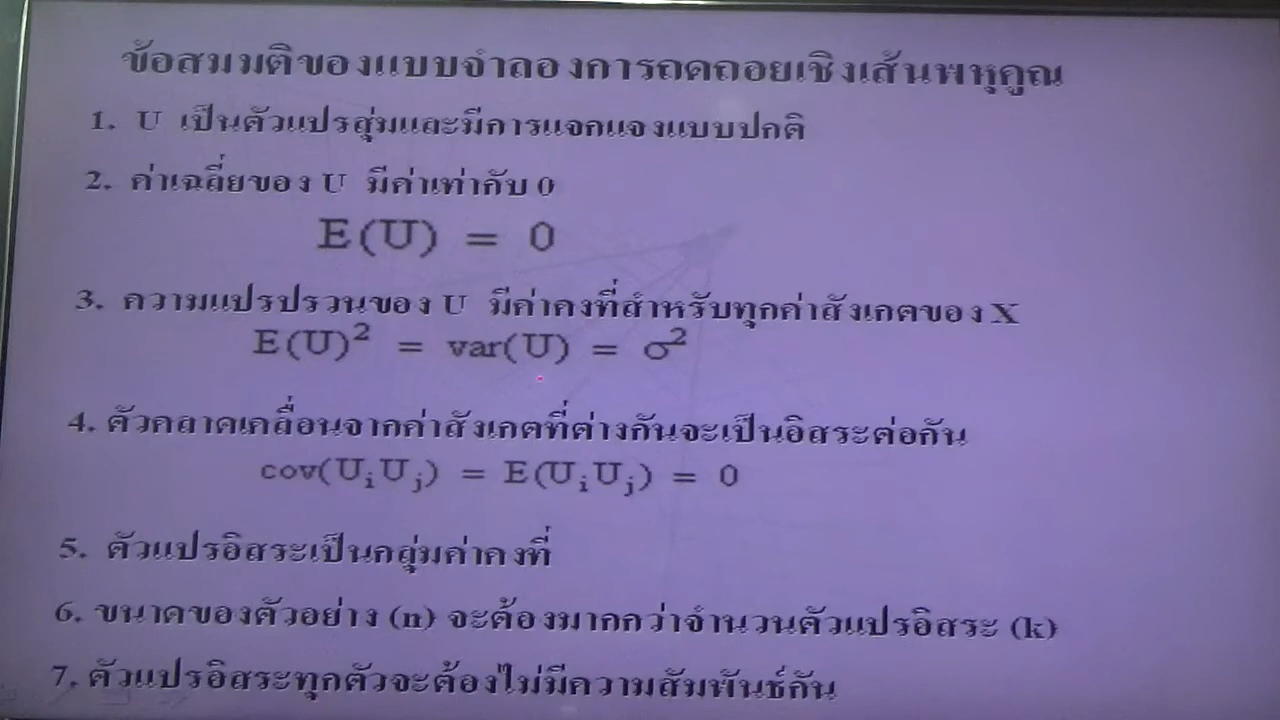 ข้อสมมติของแบบจำลองการถดถอยเชิงเส้นพหุคูณ
1. U เป็นตัวแปรสุ่มและมีการแจกแจงแบบปกติ
2. ค่าเฉลี่ยของ U มีค่าเท่ากับ 0
E(U) = 0
3. ความแปรปรวนของ U มีค่าคงที่สำหรับทุกค่าสังเกตของ X
E(U)² = var(U) = σ²
4. ตัวคลาดเคลื่อนจากค่าสังเกตที่ต่างกันจะเป็นอิสระต่อกัน
cov(UᵢUⱼ) = E(UᵢUⱼ) = 0
5. ตัวแปรอิสระเป็นกลุ่มค่าคงที่
6. ขนาดของตัวอย่าง (n) จะต้องมากกว่าจำนวนตัวแปรอิสระ (k)
7. ตัวแปรอิสระทุกตัวจะต้องไม่มีความสัมพันธ์กัน